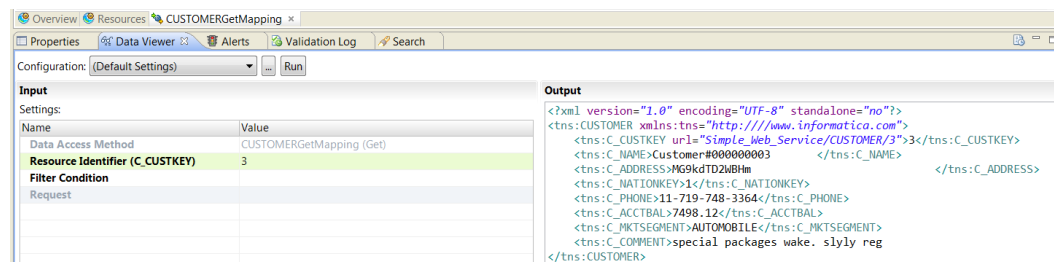 Overview Resources CUSTOMERGetMapping
Properties Data Viewer Alerts Validation Log Search
Configuration: (Default Settings) ... Run
Input
Settings:
Name Value
Data Access Method CUSTOMERGetMapping (Get)
Resource Identifier (C_CUSTKEY) 3
Filter Condition
Request
Output
<?xml version="1.0" encoding="UTF-8" standalone="no"?>
<tns:CUSTOMER xmlns:tns="http:////www.informatica.com">
<tns:C_CUSTKEY url="Simple_Web_Service/CUSTOMER/3">3</tns:C_CUSTKEY>
<tns:C_NAME>Customer#000000003 </tns:C_NAME>
<tns:C_ADDRESS>MG9kdTD2WBHm </tns:C_ADDRESS>
<tns:C_NATIONKEY>1</tns:C_NATIONKEY>
<tns:C_PHONE>11-719-748-3364</tns:C_PHONE>
<tns:C_ACCTBAL>7498.12</tns:C_ACCTBAL>
<tns:C_MKTSEGMENT>AUTOMOBILE</tns:C_MKTSEGMENT>
<tns:C_COMMENT>special packages wake. slyly reg
</tns:CUSTOMER>